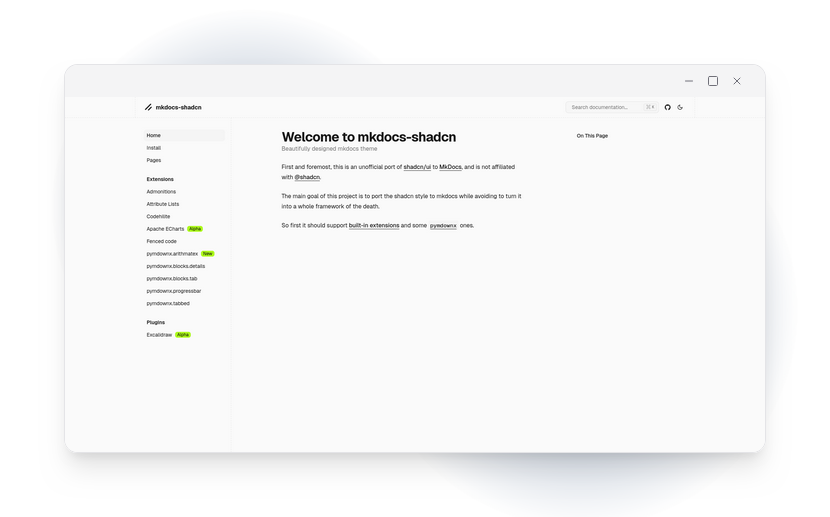 mkdocs-shadcn
Search documentation...
⌘ K
Home
Install
Pages
Extensions
Admonitions
Attribute Lists
Codehilite
Apache ECharts Alpha
Fenced code
pymdownx.arithmatex New
pymdownx.blocks.details
pymdownx.blocks.tab
pymdownx.progressbar
pymdownx.tabbed
Plugins
Excalidraw Alpha
Welcome to mkdocs-shadcn
Beautifully designed mkdocs theme
First and foremost, this is an unofficial port of shadcn/ui to MkDocs, and is not affiliated
with @shadcn.
The main goal of this project is to port the shadcn style to mkdocs while avoiding to turn it
into a whole framework of the death.
So first it should support built-in extensions and some pymdownx ones.
On This Page